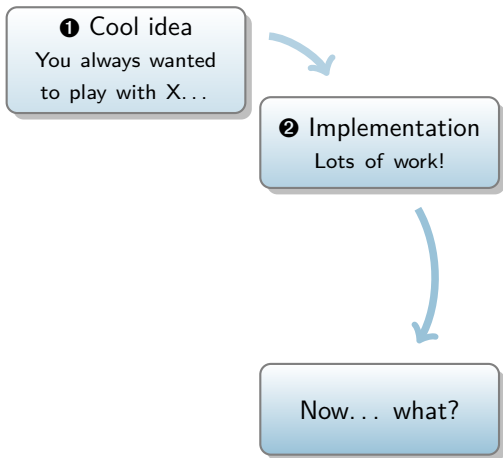 ❶ Cool idea
You always wanted
to play with X...
❷ Implementation
Lots of work!
Now... what?